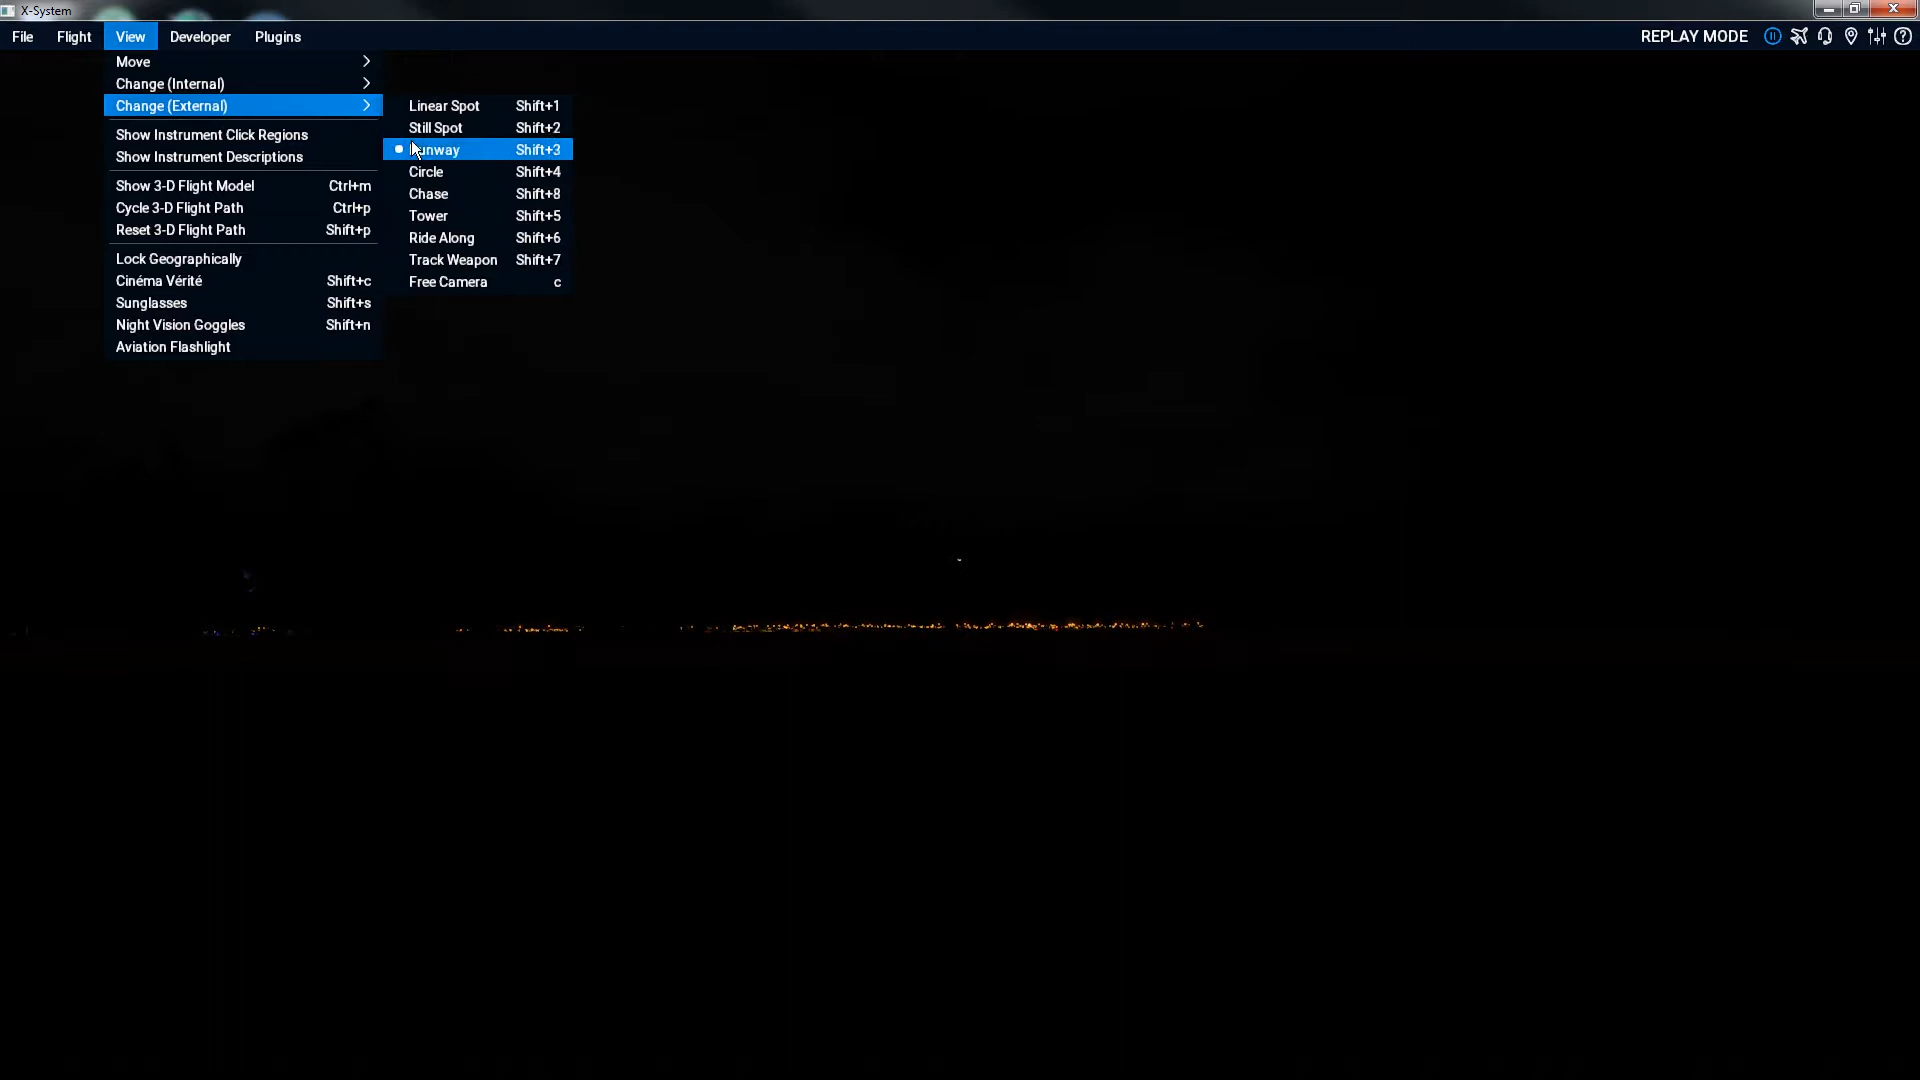 X-System
File Flight View Developer Plugins REPLAY MODE
Move
Change (Internal)
Change (External)
Show Instrument Click Regions
Show Instrument Descriptions
Show 3-D Flight Model Ctrl+m
Cycle 3-D Flight Path Ctrl+p
Reset 3-D Flight Path Shift+p
Lock Geographically
Cinéma Vérité Shift+c
Sunglasses Shift+s
Night Vision Goggles Shift+n
Aviation Flashlight
Linear Spot Shift+1
Still Spot Shift+2
Runway Shift+3
Circle Shift+4
Chase Shift+8
Tower Shift+5
Ride Along Shift+6
Track Weapon Shift+7
Free Camera c